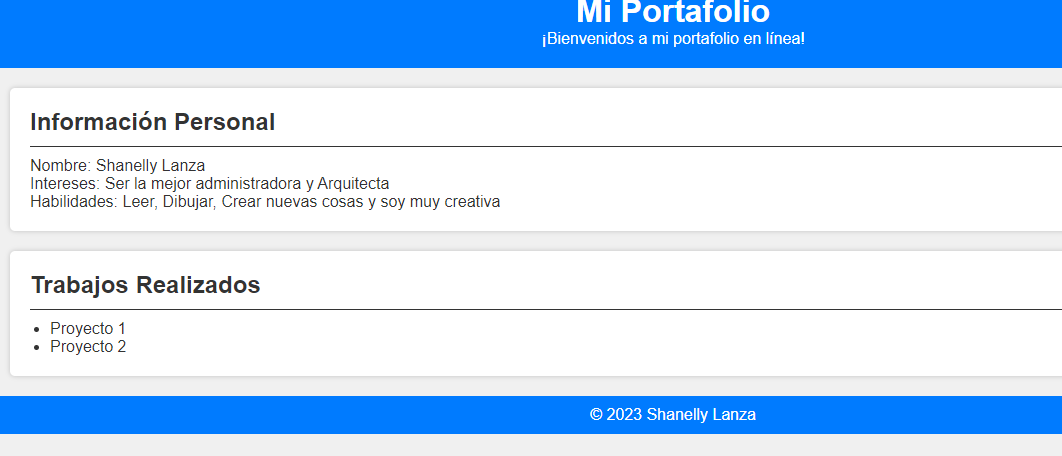 Mi Portafolio
¡Bienvenidos a mi portafolio en línea!
Información Personal
Nombre: Shanelly Lanza
Intereses: Ser la mejor administradora y Arquitecta
Habilidades: Leer, Dibujar, Crear nuevas cosas y soy muy creativa
Trabajos Realizados
• Proyecto 1
• Proyecto 2
© 2023 Shanelly Lanza